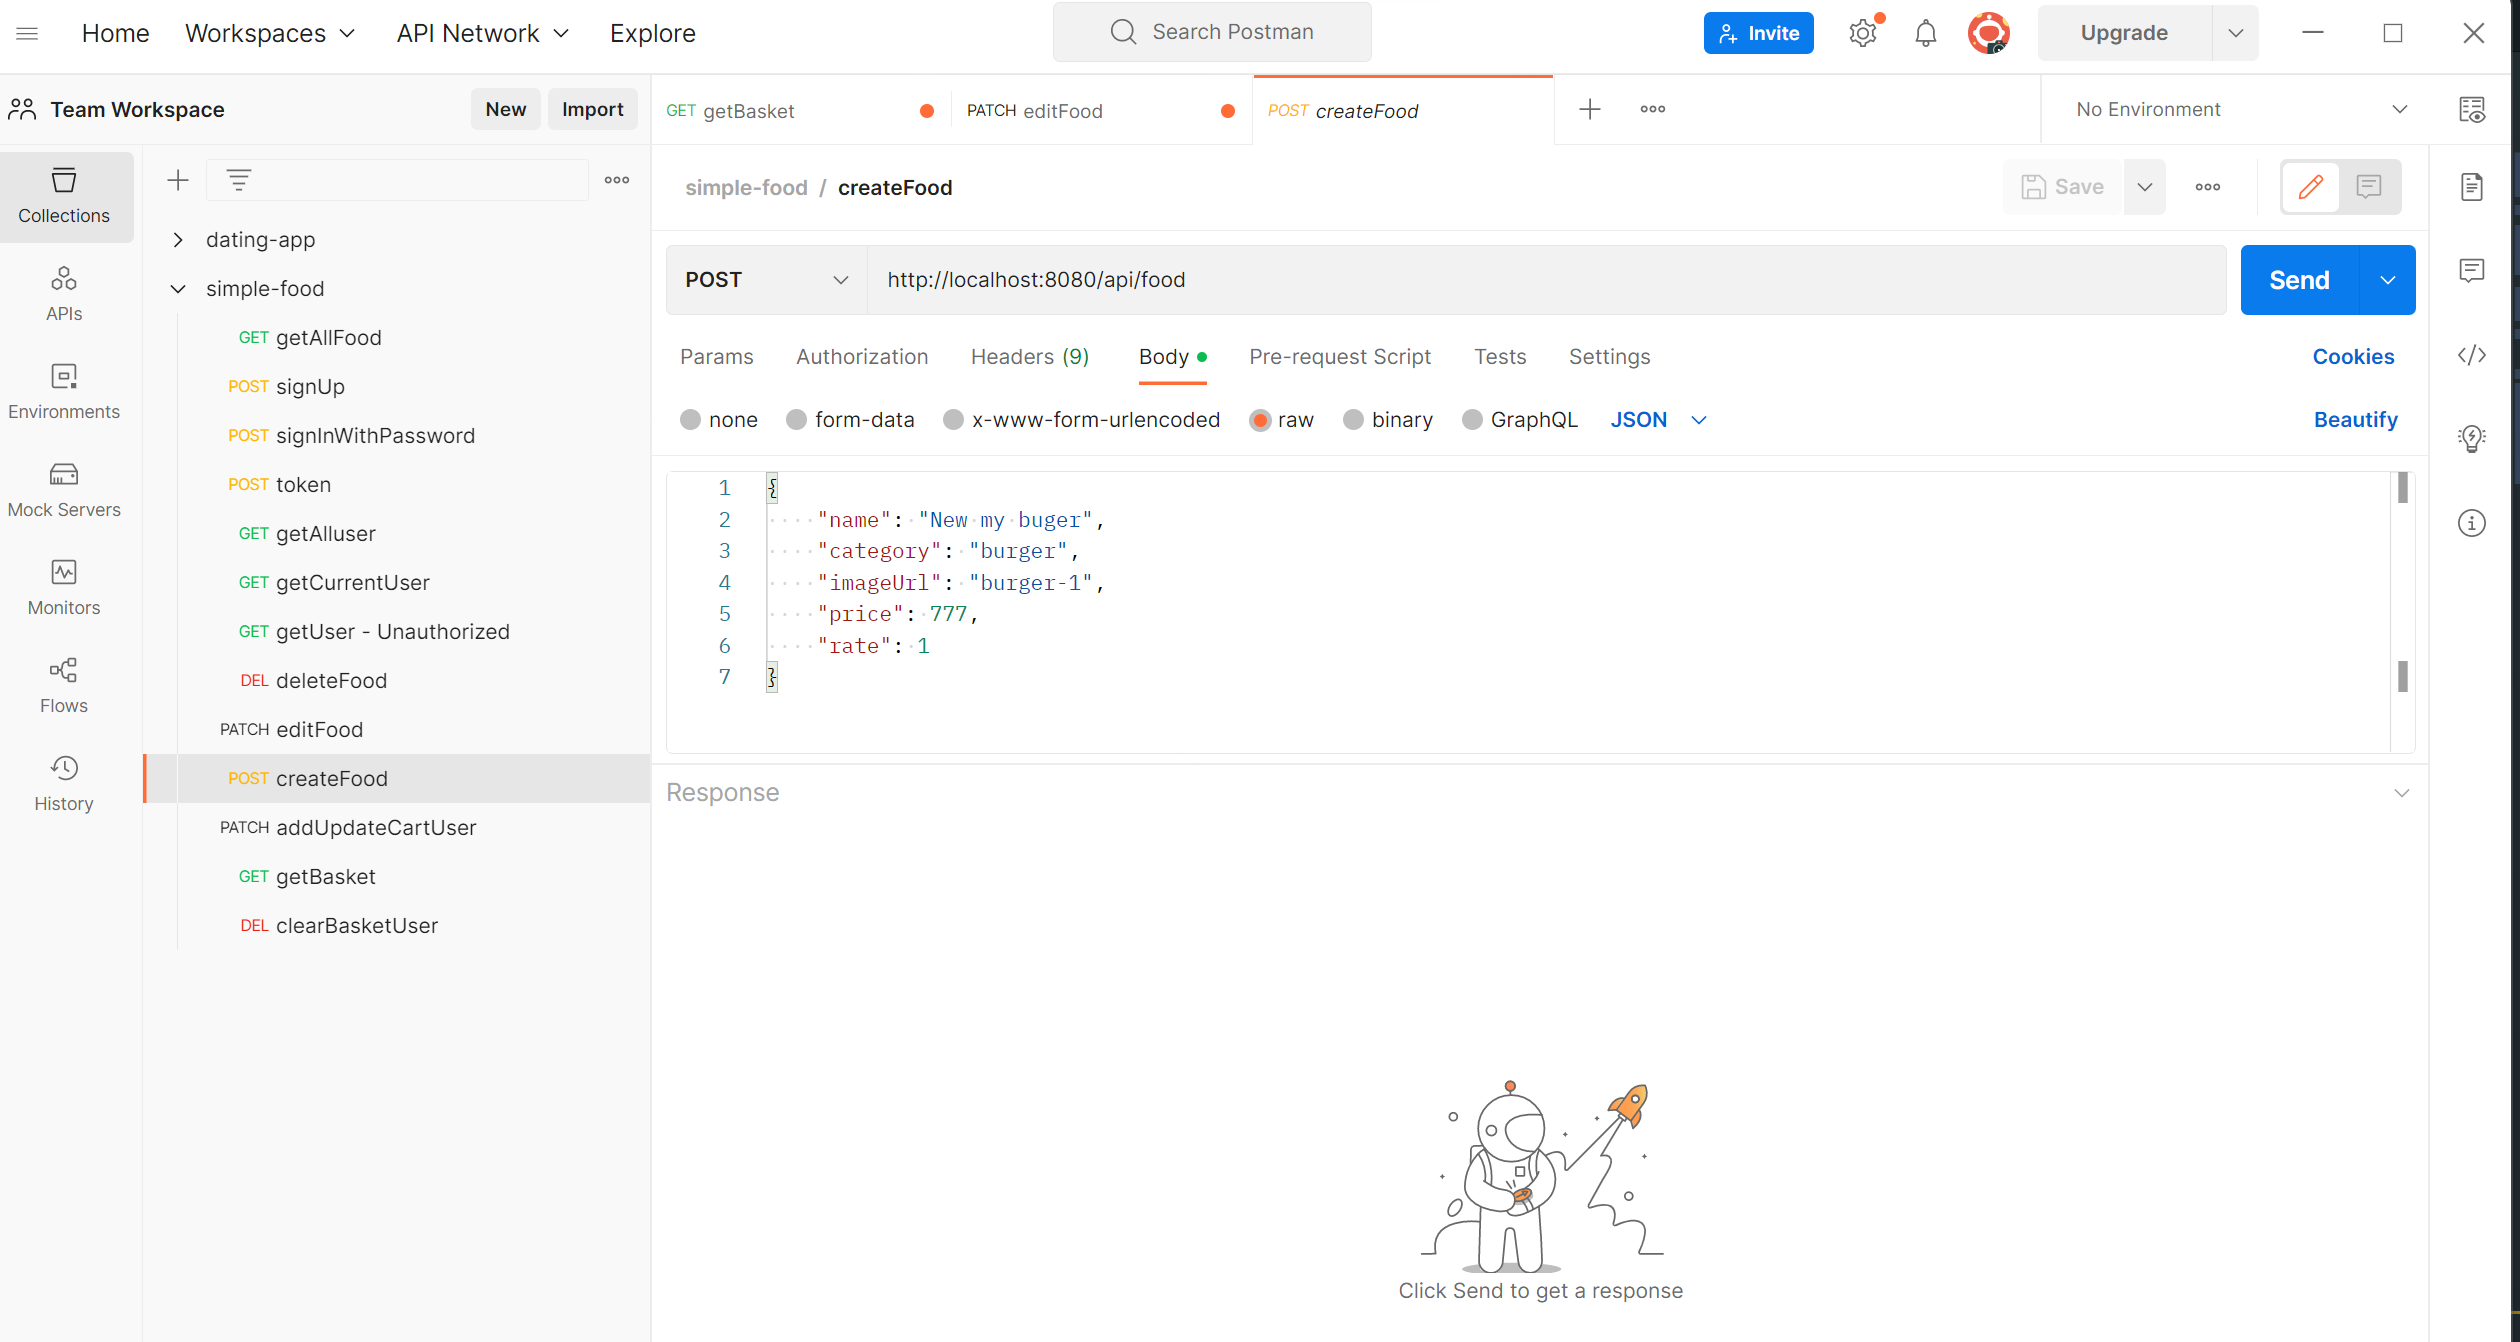 Home Workspaces API Network Explore Search Postman Invite Upgrade
Team Workspace New Import
GET getBasket PATCH editFood POST createFood No Environment
Collections
APIs
Environments
Mock Servers
Monitors
Flows
History
dating-app
simple-food
GET getAllFood
POST signUp
POST signInWithPassword
POST token
GET getAlluser
GET getCurrentUser
GET getUser - Unauthorized
DEL deleteFood
PATCH editFood
POST createFood
PATCH addUpdateCartUser
GET getBasket
DEL clearBasketUser
simple-food / createFood Save
POST http://localhost:8080/api/food Send
Params Authorization Headers (9) Body Pre-request Script Tests Settings Cookies
none form-data x-www-form-urlencoded raw binary GraphQL JSON Beautify
1 {
2 "name": "New my buger",
3 "category": "burger",
4 "imageUrl": "burger-1",
5 "price": 777,
6 "rate": 1
7 }
Response
Click Send to get a response